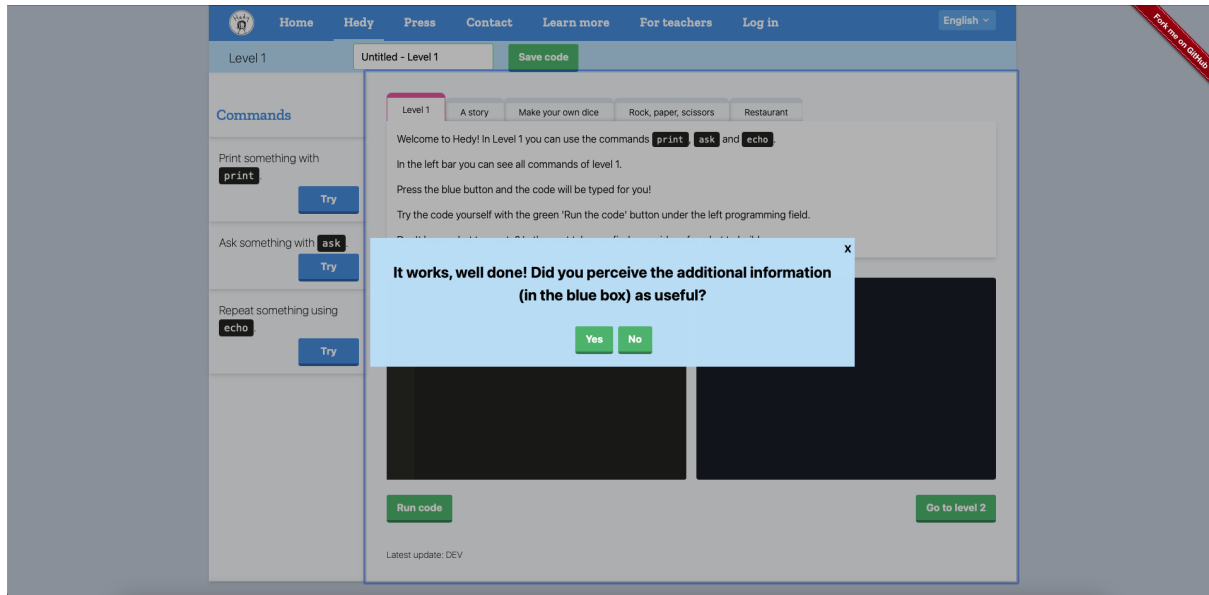 Home Hedy Press Contact Learn more For teachers Log in English
Fork me on GitHub
Level 1 Untitled - Level 1 Save code
Commands
Print something with
print.
Try
Ask something with ask.
Try
Repeat something using
echo.
Try
Level 1 A story Make your own dice Rock, paper, scissors Restaurant
Welcome to Hedy! In Level 1 you can use the commands print, ask and echo.
In the left bar you can see all commands of level 1.
Press the blue button and the code will be typed for you!
Try the code yourself with the green 'Run the code' button under the left programming field.
x
It works, well done! Did you perceive the additional information
(in the blue box) as useful?
Yes No
Run code Go to level 2
Latest update: DEV